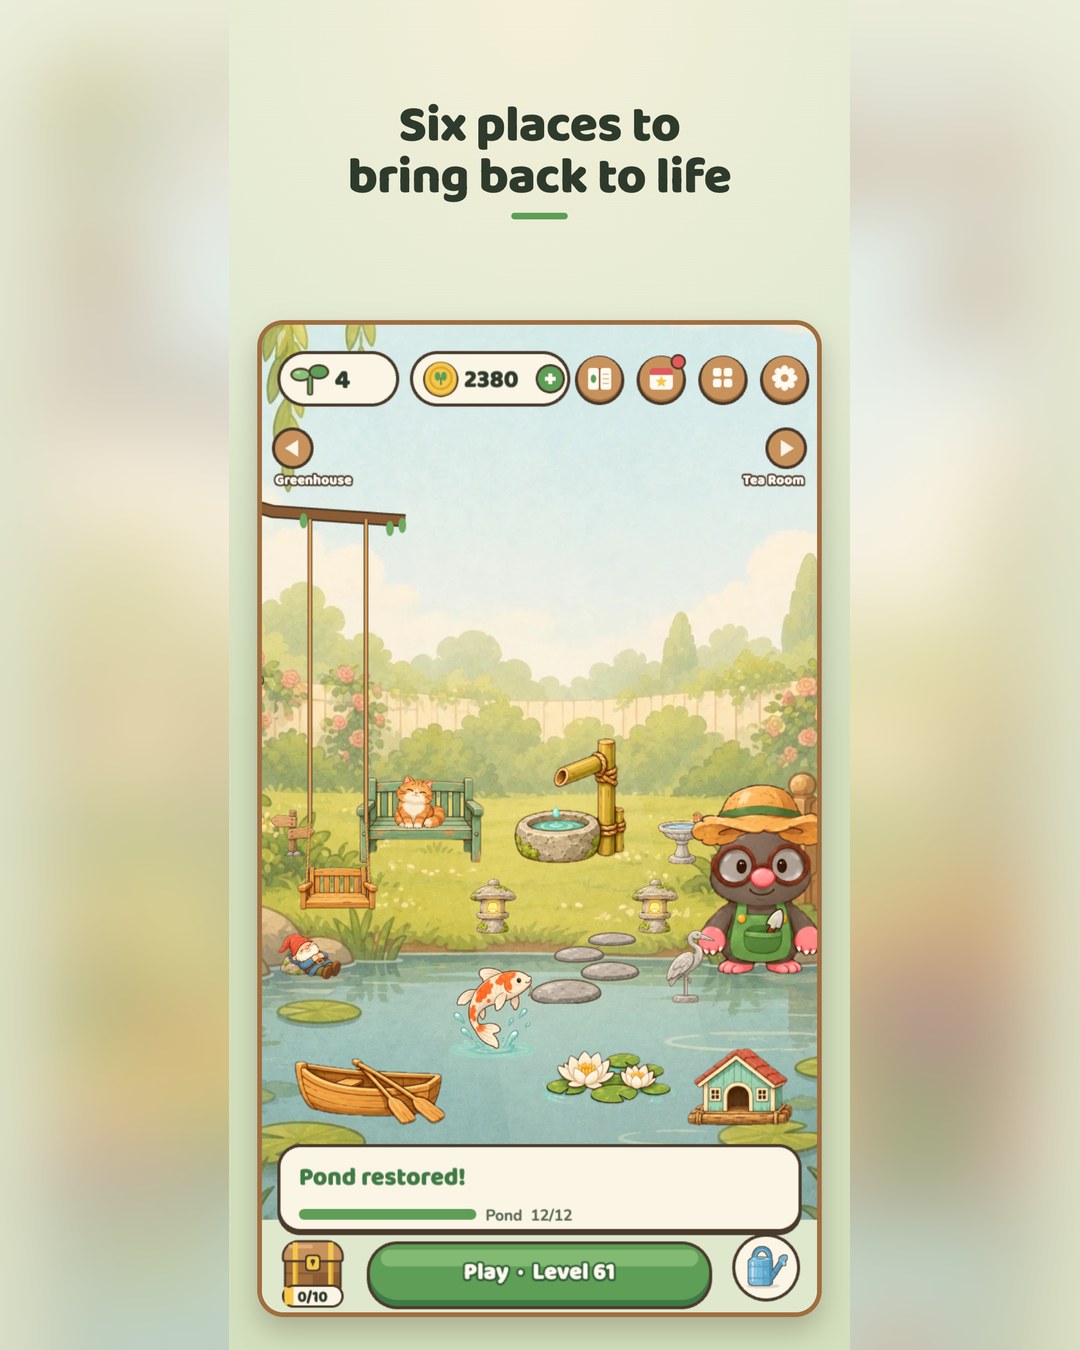 Six places to
bring back to life
4
2380
Greenhouse
Tea Room
Pond restored!
Pond 12/12
0/10
Play · Level 61